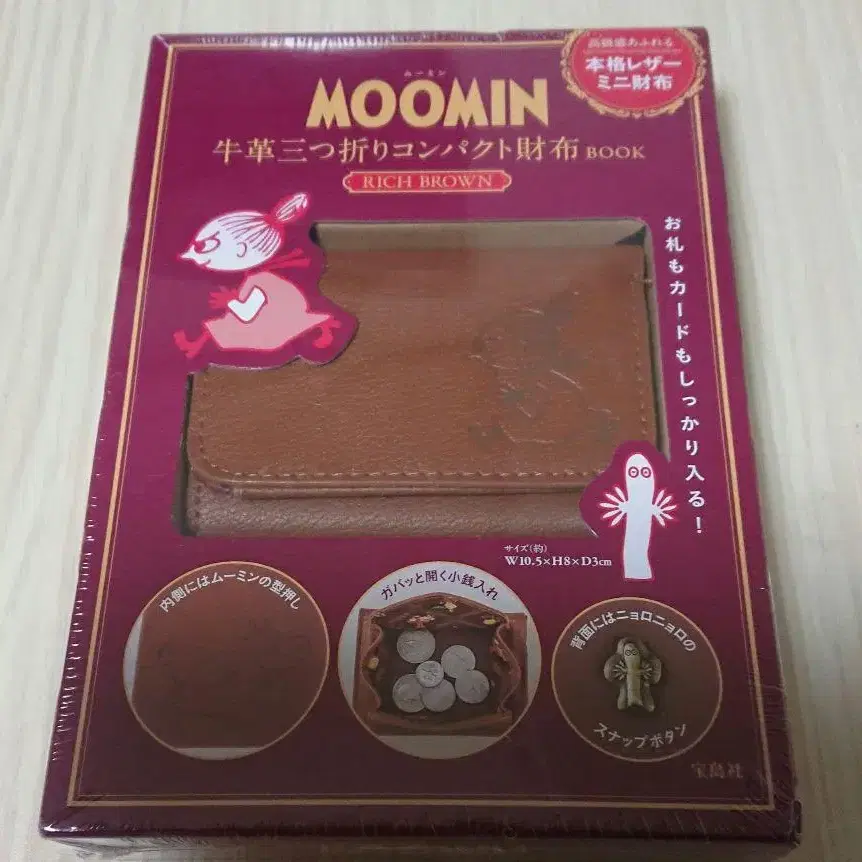 高級感あふれる
本格レザー
ミニ財布
ムーミン
MOOMIN
牛革三つ折りコンパクト財布 BOOK
RICH BROWN
お札もカードもしっかり入る!
サイズ(約)
W10.5×H8×D3cm
内側にはムーミンの型押し
ガバッと開く小銭入れ
背面にはニョロニョロの
スナップボタン
宝島社